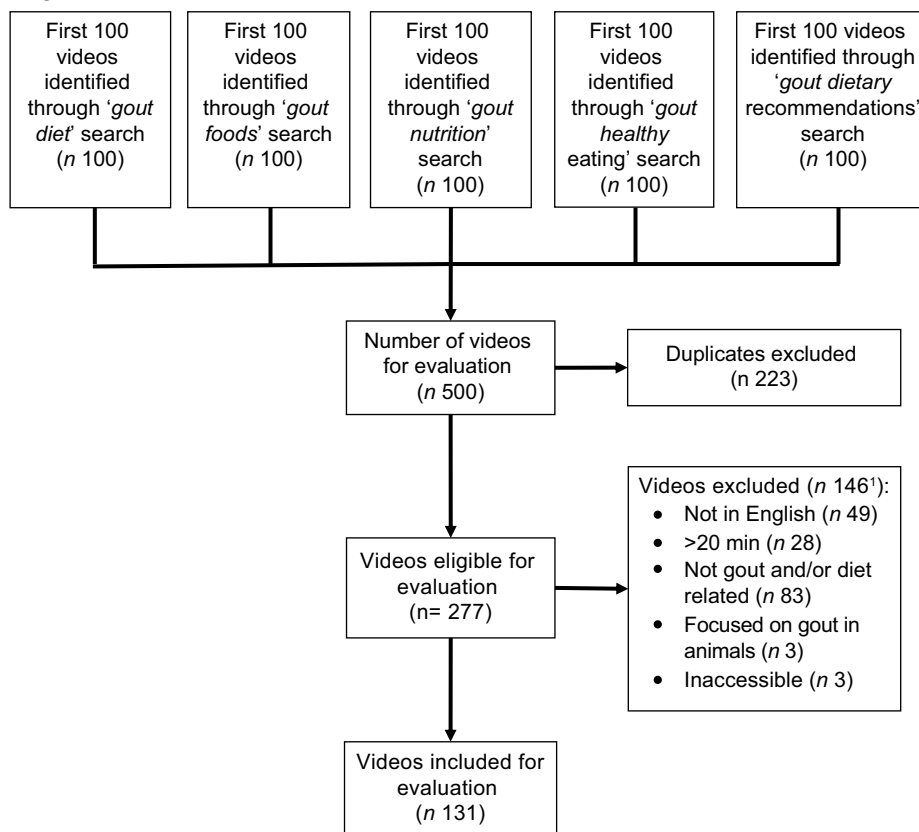 First 100
videos
identified
through ‘gout
diet’ search
(n 100)
First 100
videos
identified
through ‘gout
foods’ search
(n 100)
First 100
videos
identified
through ‘gout
nutrition’
search
(n 100)
First 100
videos
identified
through ‘gout
healthy
eating’ search
(n 100)
First 100 videos
identified through
‘gout dietary
recommendations’
search
(n 100)
Number of videos
for evaluation
(n 500)
Duplicates excluded
(n 223)
Videos eligible for
evaluation
(n= 277)
Videos excluded (n 146¹):
• Not in English (n 49)
• >20 min (n 28)
• Not gout and/or diet
related (n 83)
• Focused on gout in
animals (n 3)
• Inaccessible (n 3)
Videos included for
evaluation
(n 131)